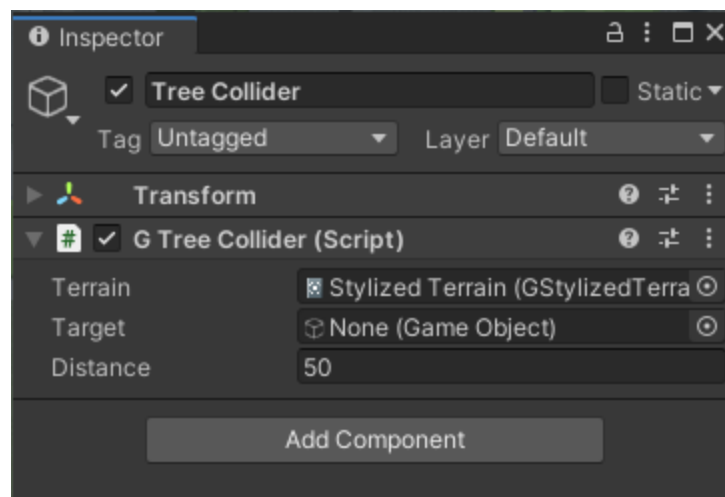 Inspector
Tree Collider
Static
Tag Untagged Layer Default
Transform
# G Tree Collider (Script)
Terrain Stylized Terrain (GStylizedTerra
Target None (Game Object)
Distance 50
Add Component